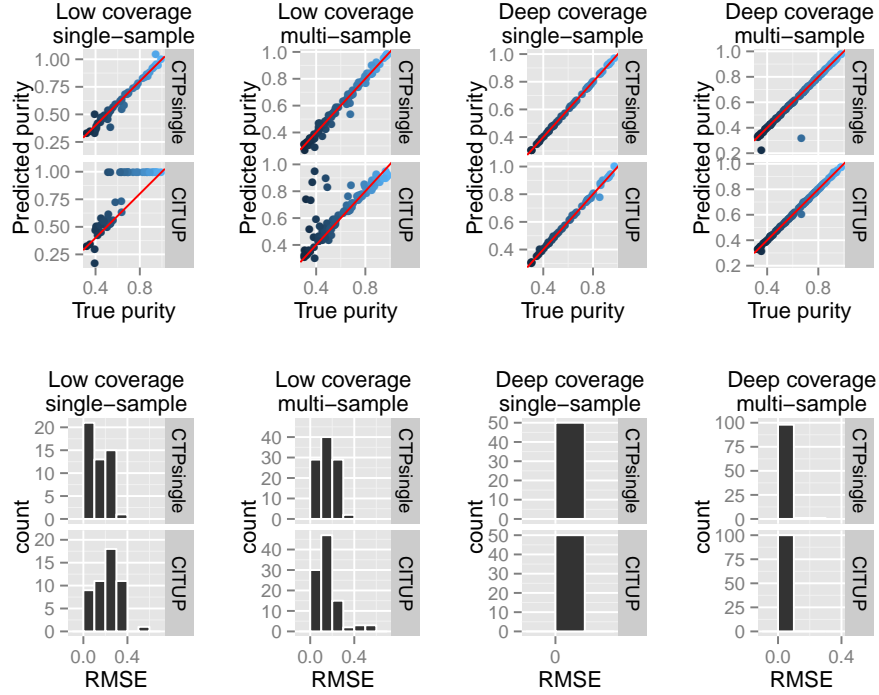 Low coverage
single−sample
Predicted purity
1.00
0.75
0.50
0.25
CTPsingle
1.00
0.75
0.50
0.25
CITUP
0.4 0.8
True purity
Low coverage
multi−sample
Predicted purity
1.0
0.8
0.6
0.4
CTPsingle
1.0
0.8
0.6
0.4
CITUP
0.4 0.8
True purity
Deep coverage
single−sample
Predicted purity
1.0
0.8
0.6
0.4
CTPsingle
1.0
0.8
0.6
0.4
CITUP
0.4 0.8
True purity
Deep coverage
multi−sample
Predicted purity
1.0
0.8
0.6
0.4
0.2
CTPsingle
1.0
0.8
0.6
0.4
0.2
CITUP
0.4 0.8
True purity
Low coverage
single−sample
count
20
15
10
5
0
CTPsingle
20
15
10
5
0
CITUP
0.0 0.4
RMSE
Low coverage
multi−sample
count
40
30
20
10
0
CTPsingle
40
30
20
10
0
CITUP
0.0 0.4
RMSE
Deep coverage
single−sample
count
50
40
30
20
10
0
CTPsingle
50
40
30
20
10
0
CITUP
0
RMSE
Deep coverage
multi−sample
count
100
75
50
25
0
CTPsingle
100
75
50
25
0
CITUP
0.0 0.4
RMSE